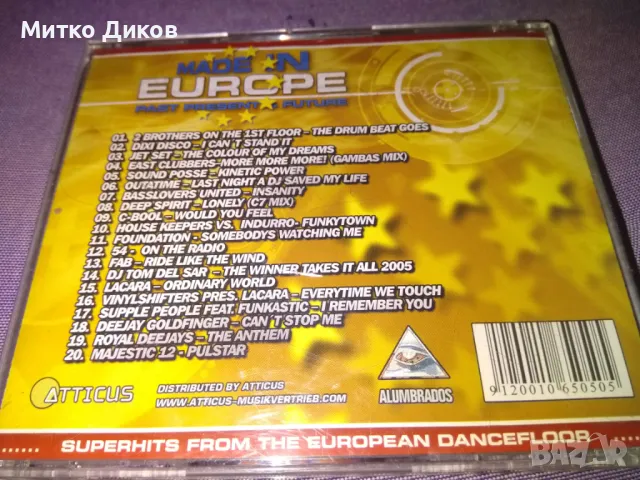 Митко Диков
MADE IN
EUROPE
PAST PRESENT & FUTURE
01. 2 BROTHERS ON THE 1ST FLOOR – THE DRUM BEAT GOES
02. DIXI DISCO – I CAN´T STAND IT
03. JET SET – THE COLOUR OF MY DREAMS
04. EAST CLUBBERS-MORE MORE MORE! (GAMBAS MIX)
05. SOUND POSSE – KINETIC POWER
06. OUTATIME – LAST NIGHT A DJ SAVED MY LIFE
07. BASSLOVERS UNITED – INSANITY
08. DEEP SPIRIT – LONELY (C7 MIX)
09. C-BOOL – WOULD YOU FEEL
10. HOUSE KEEPERS VS. INDURRO- FUNKYTOWN
11. FOUNDATION - SOMEBODYS WATCHING ME
12. 54 - ON THE RADIO
13. FAB – RIDE LIKE THE WIND
14. DJ TOM DEL SAR – THE WINNER TAKES IT ALL 2005
15. LACARA – ORDINARY WORLD
16. VINYLSHIFTERS PRES. LACARA – EVERYTIME WE TOUCH
17. SUPPLE PEOPLE FEAT. FUNKASTIC – I REMEMBER YOU
18. DEEJAY GOLDFINGER – CAN´T STOP ME
19. ROYAL DEEJAYS – THE ANTHEM
20. MAJESTIC 12 - PULSTAR
ATTICUS
DISTRIBUTED BY ATTICUS
WWW.ATTICUS-MUSIKVERTRIEB.COM
ALUMBRADOS
9120010650505
SUPERHITS FROM THE EUROPEAN DANCEFLOOR
BAZAR